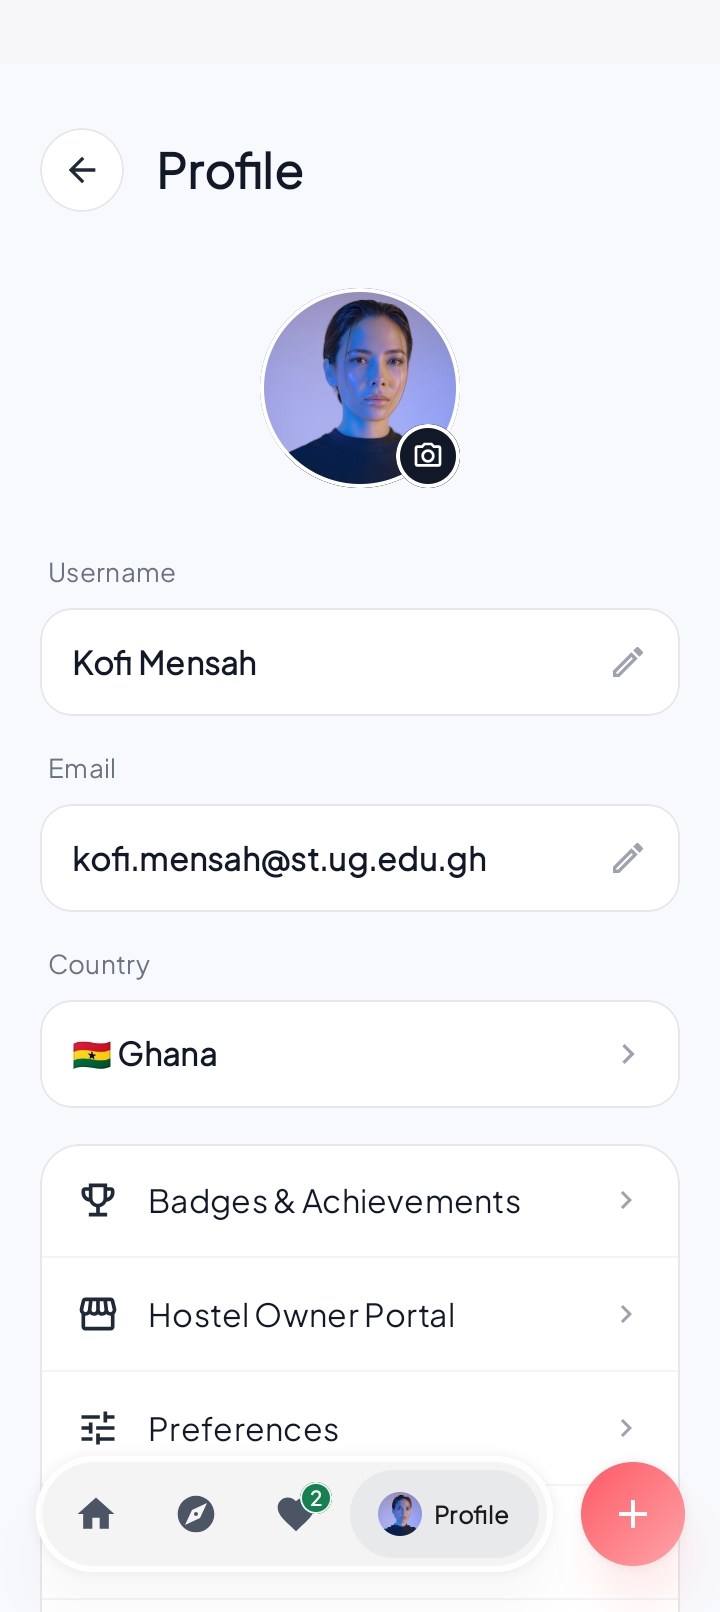 Profile
Username
Kofi Mensah
Email
kofi.mensah@st.ug.edu.gh
Country
🇬🇭 Ghana
Badges & Achievements
Hostel Owner Portal
Preferences
2
Profile